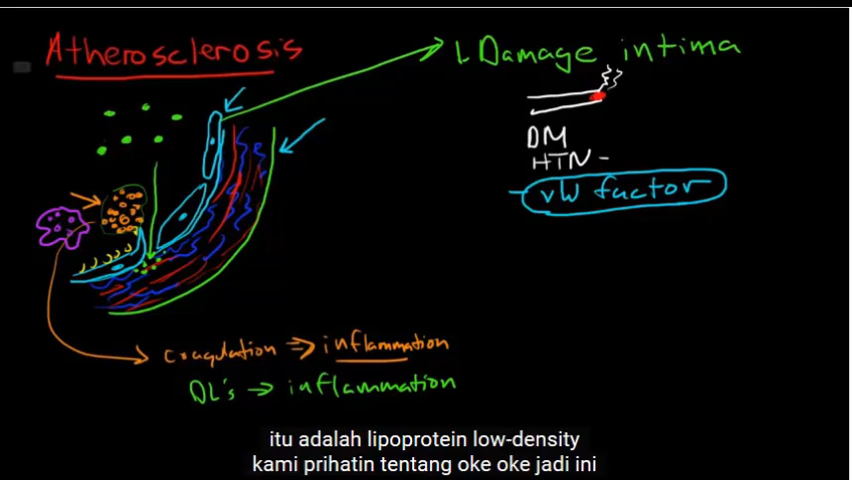 Atherosclerosis
1. Damage intima
DM
HTN -
vW factor
Coagulation => inflammation
DL's -> inflammation
itu adalah lipoprotein low-density
kami prihatin tentang oke oke jadi ini